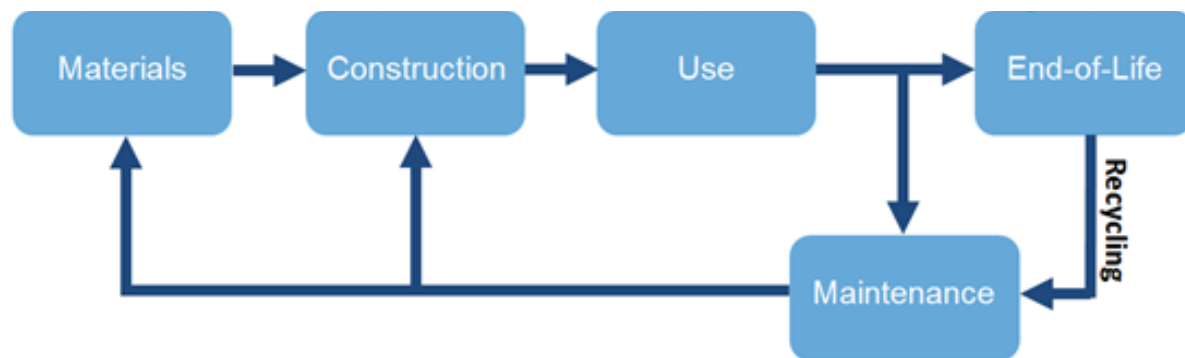 Materials
Construction
Use
End-of-Life
Recycling
Maintenance